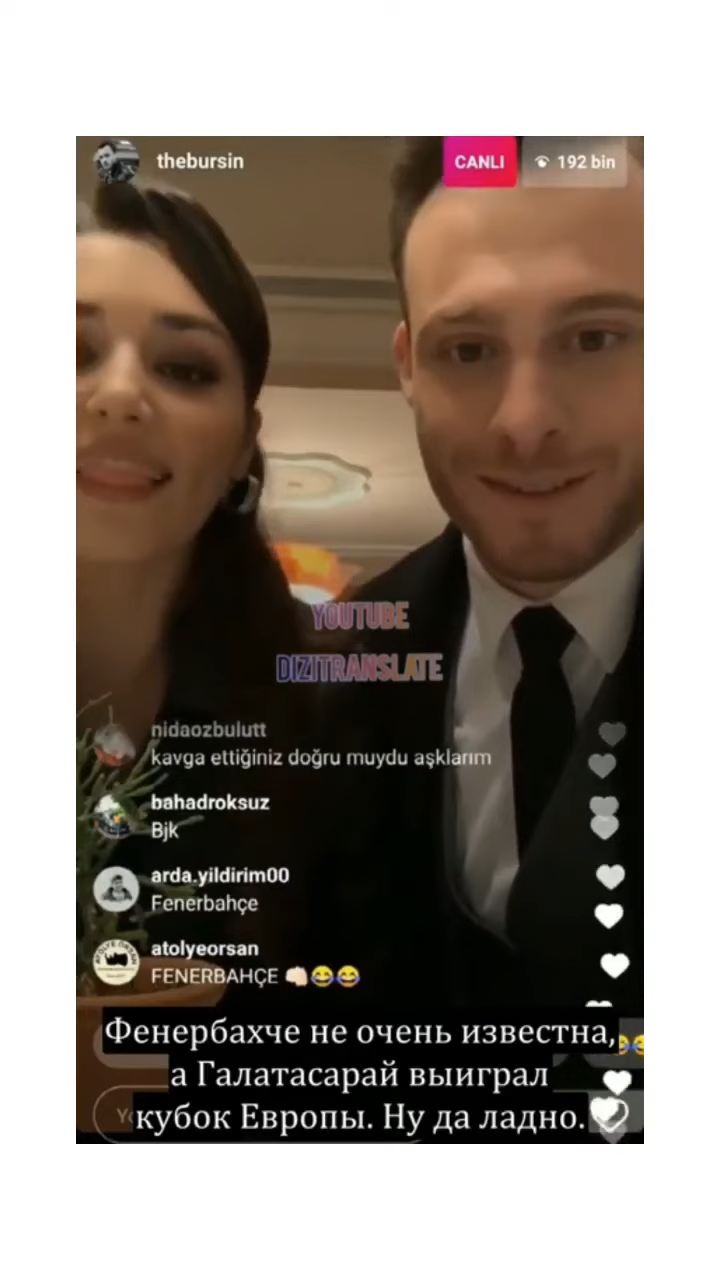 thebursin
CANLI
192 bin
YOUTUBE
DIZITRANSLATE
nidaozbulutt
kavga ettiğiniz doğru muydu aşklarım
bahadroksuz
Bjk
arda.yildirim00
Fenerbahçe
atolyeorsan
FENERBAHÇE 👊🏻😂😂
Фенербахче не очень известна,
а Галатасарай выиграл
кубок Европы. Ну да ладно.